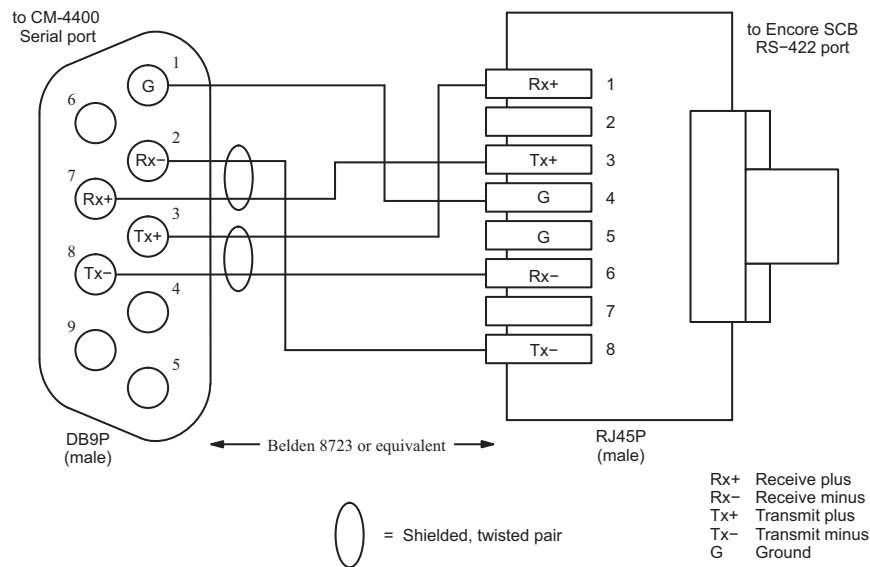 to CM-4400
Serial port
to Encore SCB
RS−422 port
1
G
6
2
Rx−
7
Rx+
3
Tx+
8
Tx−
4
9
5
Rx+ 1
2
Tx+ 3
G 4
G 5
Rx− 6
7
Tx− 8
DB9P
(male)
Belden 8723 or equivalent
RJ45P
(male)
= Shielded, twisted pair
Rx+ Receive plus
Rx− Receive minus
Tx+ Transmit plus
Tx− Transmit minus
G Ground